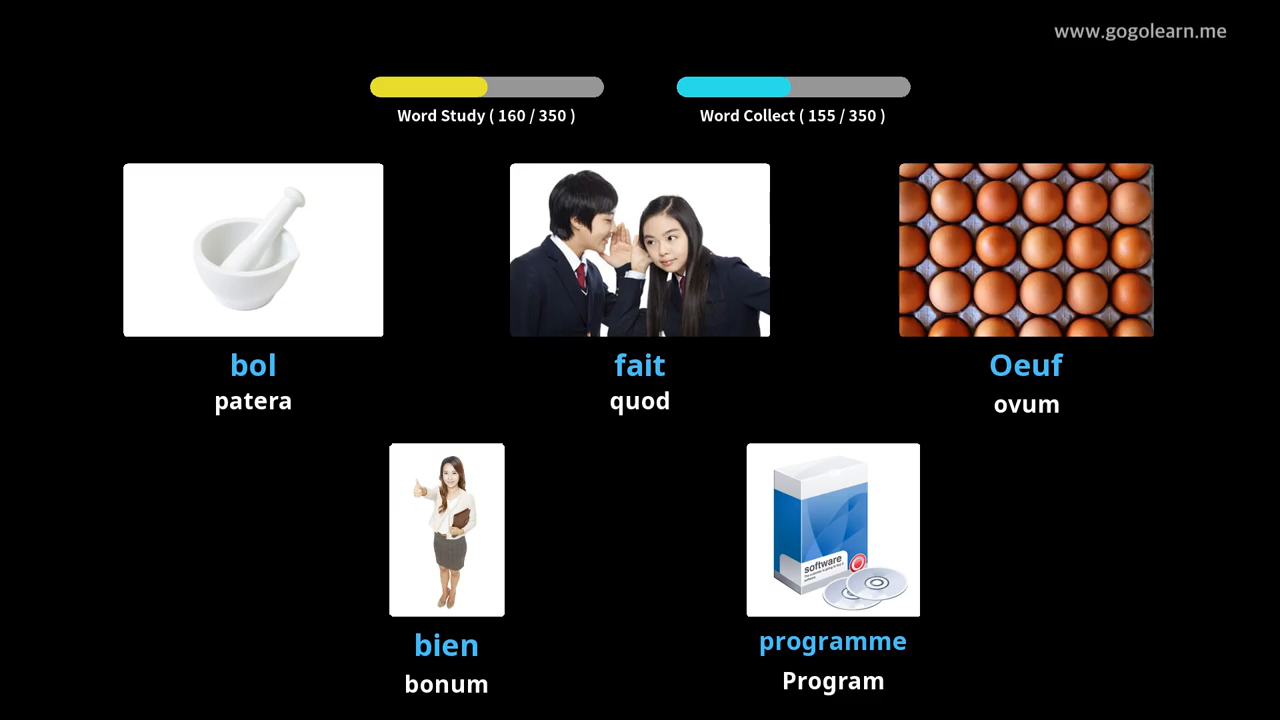 www.gogolearn.me
Word Study ( 160 / 350 )
Word Collect ( 155 / 350 )
bol
patera
fait
quod
Oeuf
ovum
software
bien
bonum
programme
Program